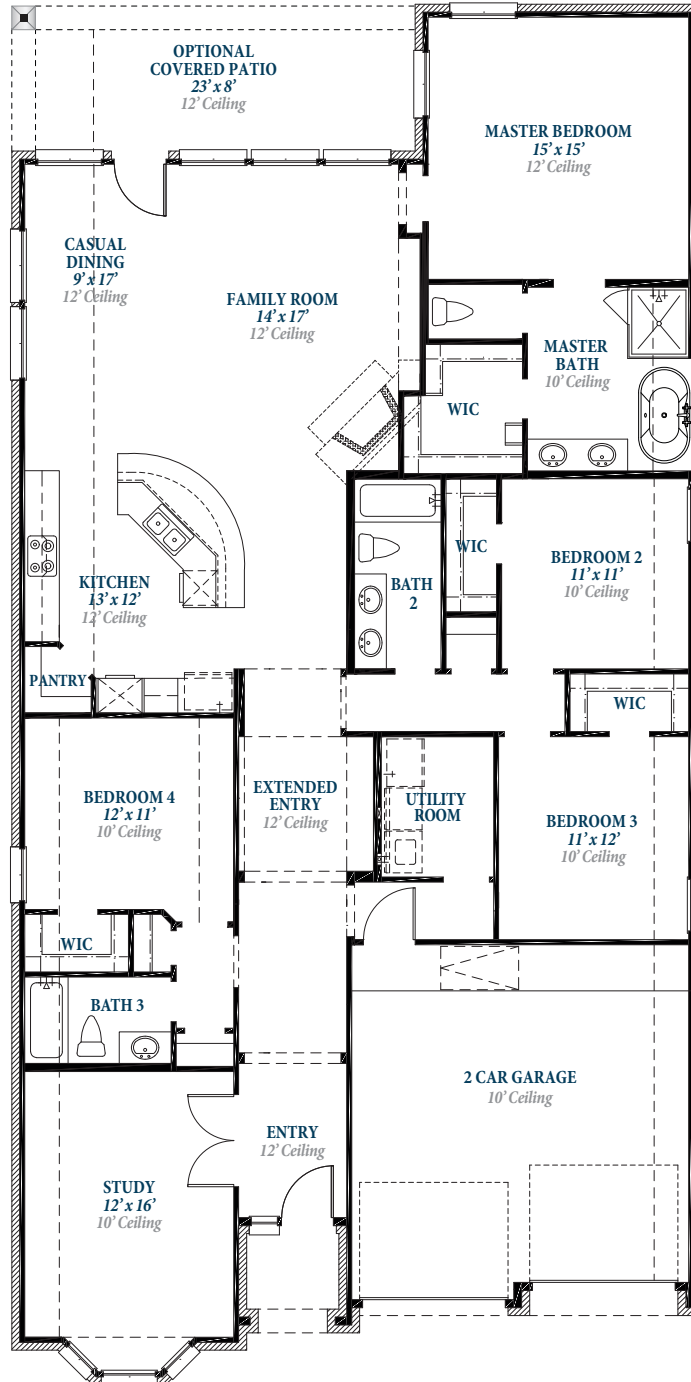 OPTIONAL
COVERED PATIO
23' x 8'
12' Ceiling
MASTER BEDROOM
15' x 15'
12' Ceiling
CASUAL
DINING
9' x 17'
12' Ceiling
FAMILY ROOM
14' x 17'
12' Ceiling
MASTER
BATH
10' Ceiling
WIC
KITCHEN
13' x 12'
12' Ceiling
BATH
2
WIC
BEDROOM 2
11' x 11'
10' Ceiling
PANTRY
WIC
BEDROOM 4
12' x 11'
10' Ceiling
EXTENDED
ENTRY
12' Ceiling
UTILITY
ROOM
BEDROOM 3
11' x 12'
10' Ceiling
WIC
BATH 3
2 CAR GARAGE
10' Ceiling
ENTRY
12' Ceiling
STUDY
12' x 16'
10' Ceiling